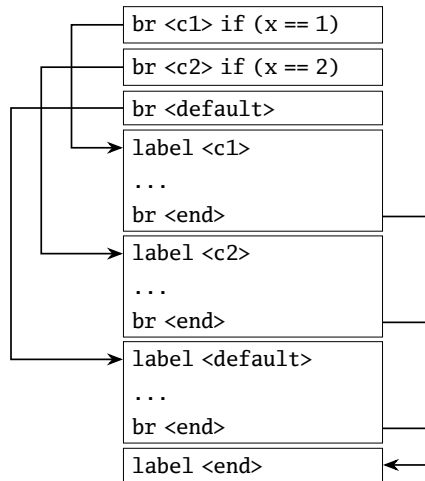 br <c1> if (x == 1)
br <c2> if (x == 2)
br <default>
label <c1>
...
br <end>
label <c2>
...
br <end>
label <default>
...
br <end>
label <end>